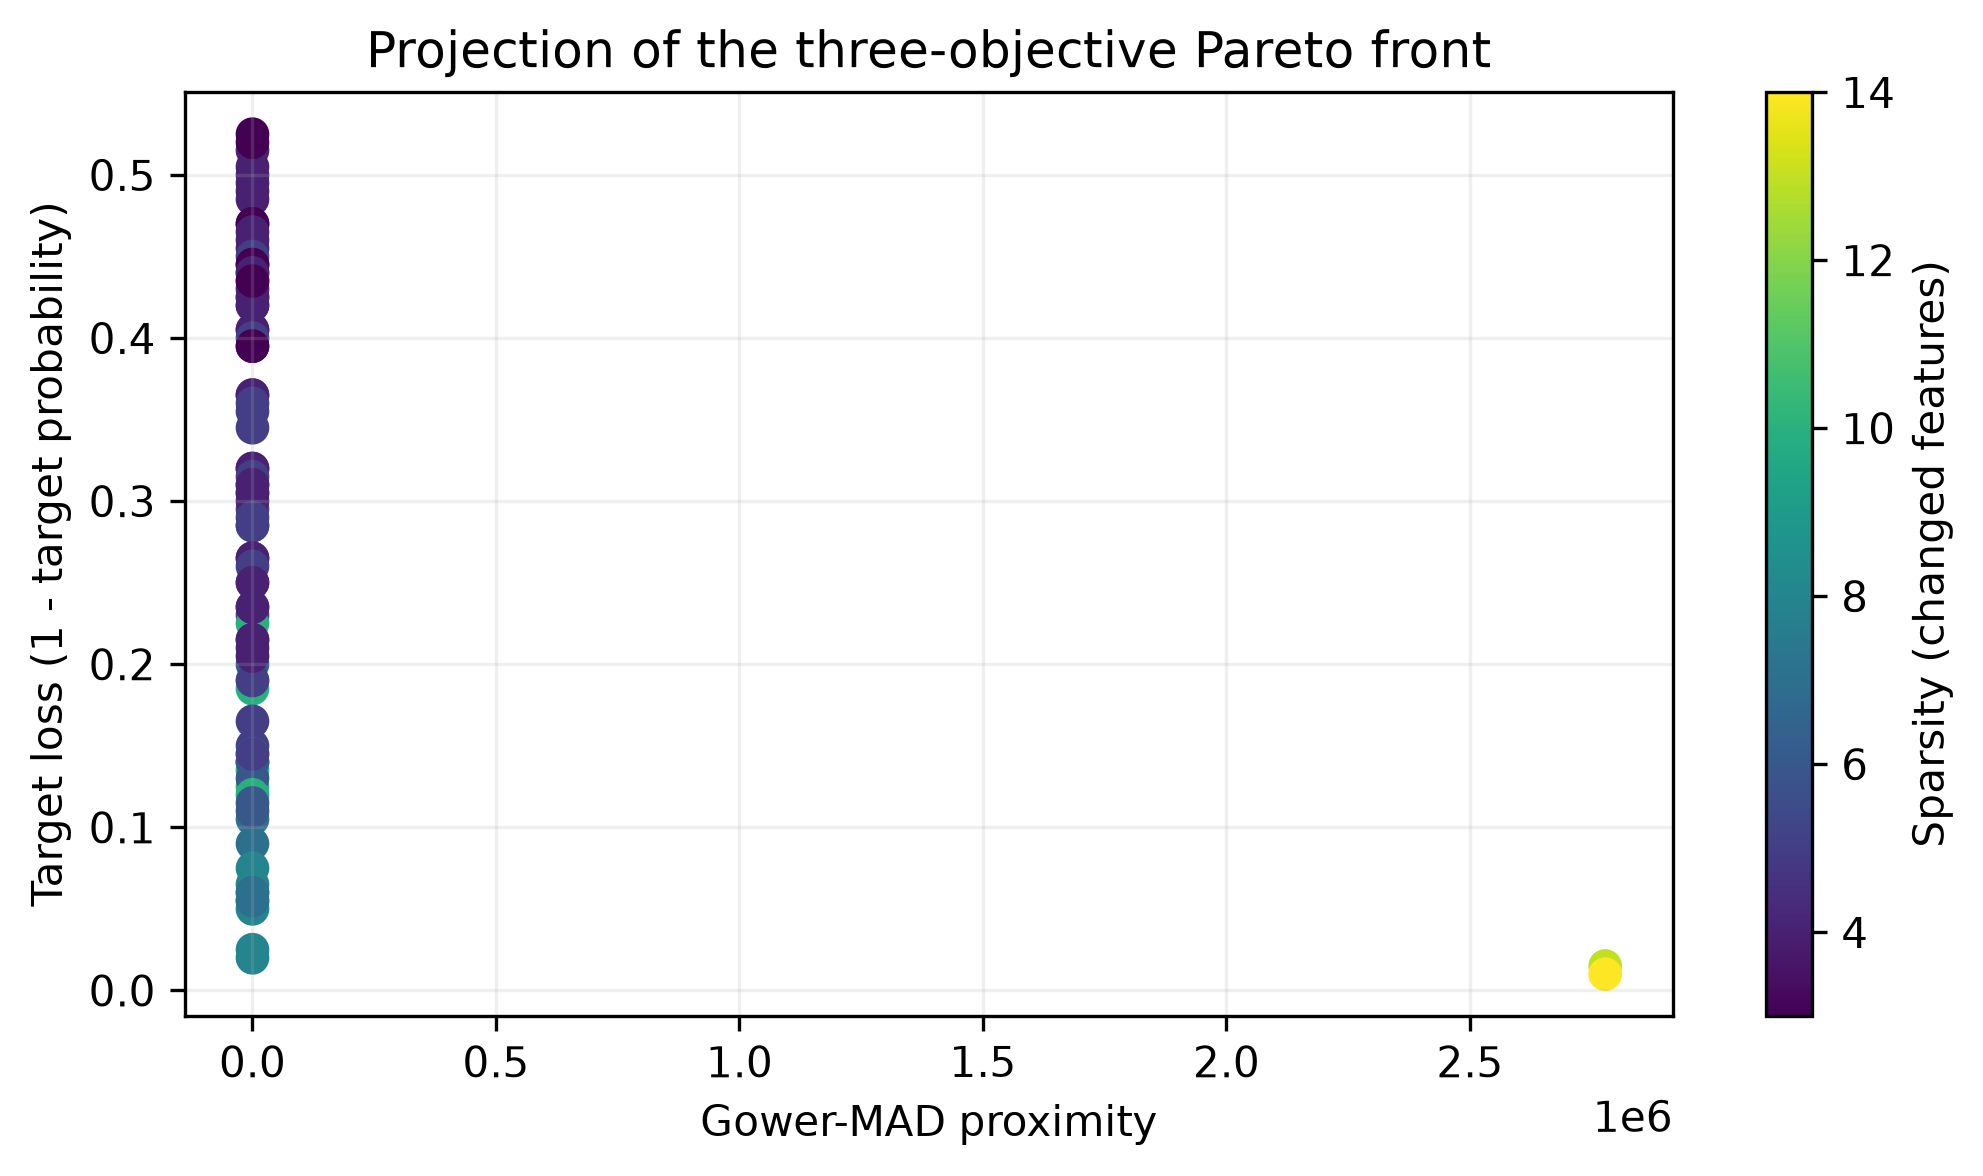 Projection of the three-objective Pareto front
Target loss (1 - target probability)
0.5
0.4
0.3
0.2
0.1
0.0
0.0 0.5 1.0 1.5 2.0 2.5
1e6
Gower-MAD proximity
14
12
10
8
6
4
Sparsity (changed features)